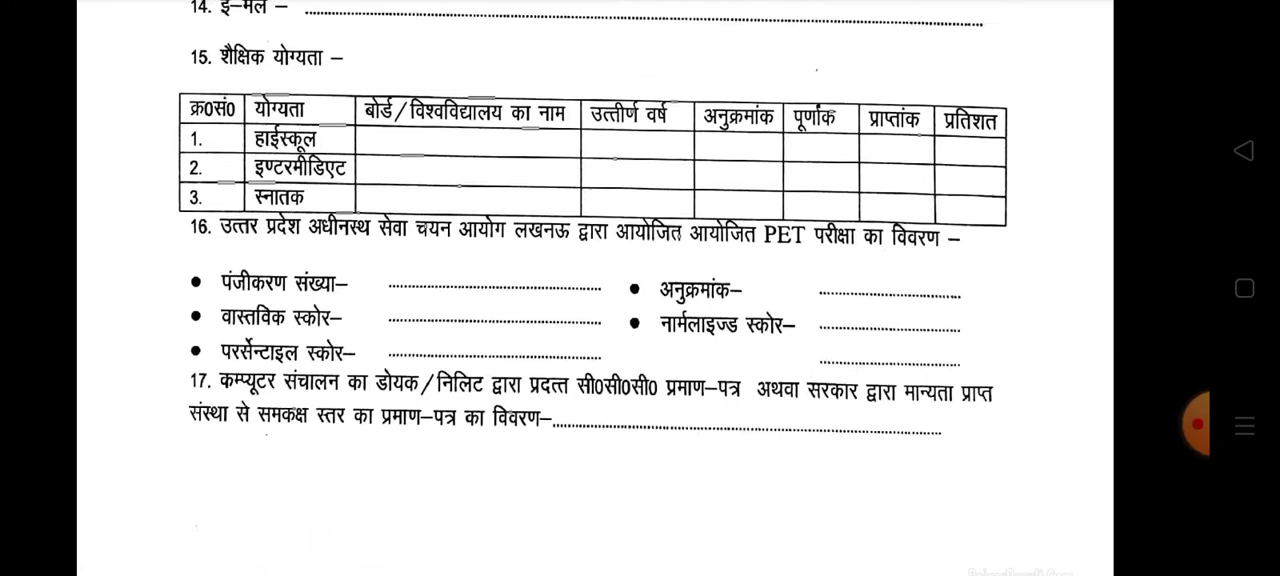 14. ई–मेल – ........................................................
15. शैक्षिक योग्यता –
क्र0सं0 योग्यता बोर्ड/विश्वविद्यालय का नाम उत्तीर्ण वर्ष अनुक्रमांक पूर्णांक प्राप्तांक प्रतिशत
1. हाईस्कूल
2. इण्टरमीडिएट
3. स्नातक
16. उत्तर प्रदेश अधीनस्थ सेवा चयन आयोग लखनऊ द्वारा आयोजित आयोजित PET परीक्षा का विवरण –
• पंजीकरण संख्या– ........................ • अनुक्रमांक– ........................
• वास्तविक स्कोर– ........................ • नार्मलाइज्ड स्कोर– ........................
• पर्सेन्टाइल स्कोर– ........................ ........................
17. कम्प्यूटर संचालन का डोयक/निलिट द्वारा प्रदत्त सी0सी0सी0 प्रमाण–पत्र अथवा सरकार द्वारा मान्यता प्राप्त
संस्था से समकक्ष स्तर का प्रमाण–पत्र का विवरण–........................................